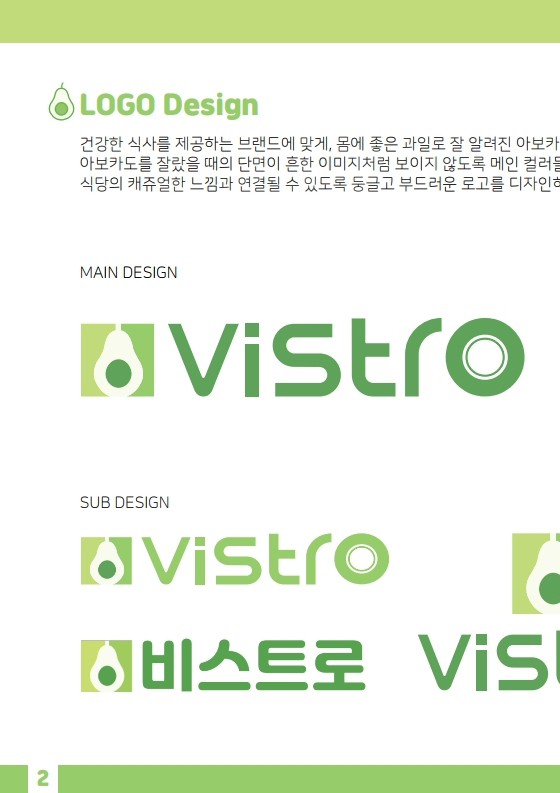 LOGO Design
건강한 식사를 제공하는 브랜드에 맞게, 몸에 좋은 과일로 잘 알려진 아보카
아보카도를 잘랐을 때의 단면이 흔한 이미지처럼 보이지 않도록 메인 컬러들
식당의 캐쥬얼한 느낌과 연결될 수 있도록 둥글고 부드러운 로고를 디자인하
MAIN DESIGN
Vistro
SUB DESIGN
Vistro
비스트로
Vis
2